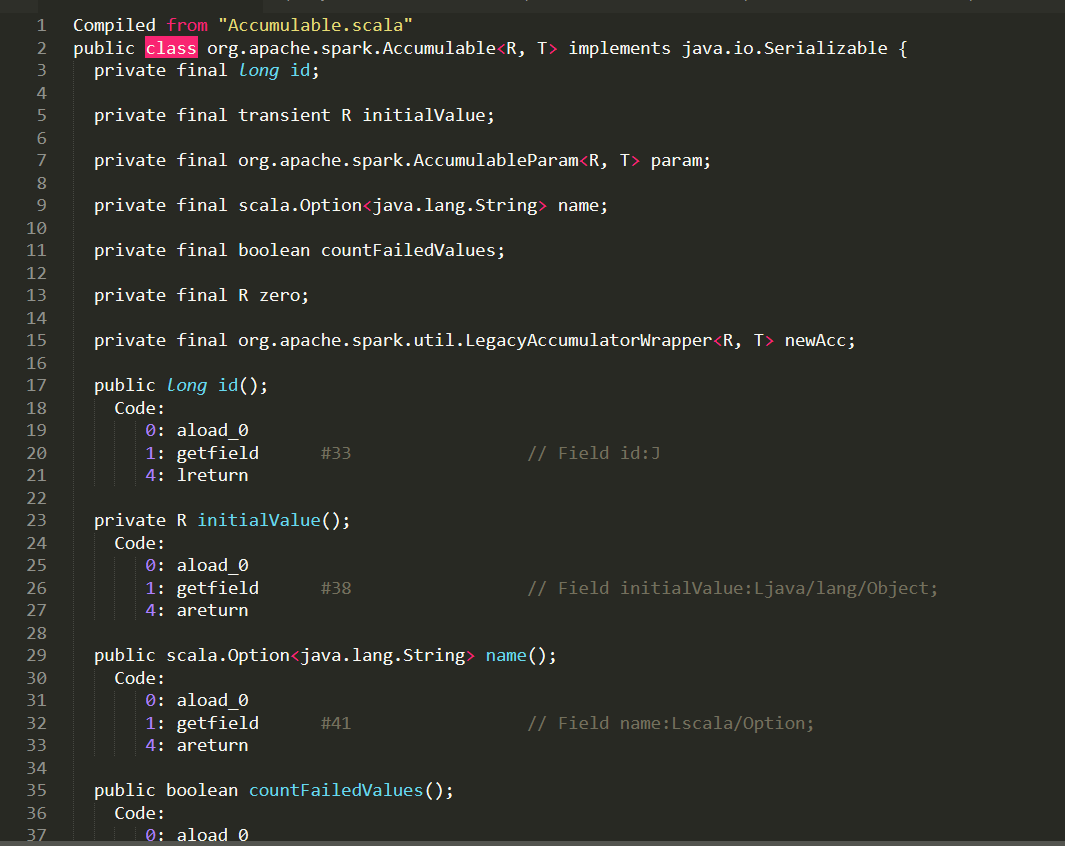 1 Compiled from "Accumulable.scala"
2 public class org.apache.spark.Accumulable<R, T> implements java.io.Serializable {
3 private final long id;
4
5 private final transient R initialValue;
6
7 private final org.apache.spark.AccumulableParam<R, T> param;
8
9 private final scala.Option<java.lang.String> name;
10
11 private final boolean countFailedValues;
12
13 private final R zero;
14
15 private final org.apache.spark.util.LegacyAccumulatorWrapper<R, T> newAcc;
16
17 public long id();
18 Code:
19 0: aload_0
20 1: getfield #33 // Field id:J
21 4: lreturn
22
23 private R initialValue();
24 Code:
25 0: aload_0
26 1: getfield #38 // Field initialValue:Ljava/lang/Object;
27 4: areturn
28
29 public scala.Option<java.lang.String> name();
30 Code:
31 0: aload_0
32 1: getfield #41 // Field name:Lscala/Option;
33 4: areturn
34
35 public boolean countFailedValues();
36 Code:
37 0: aload_0